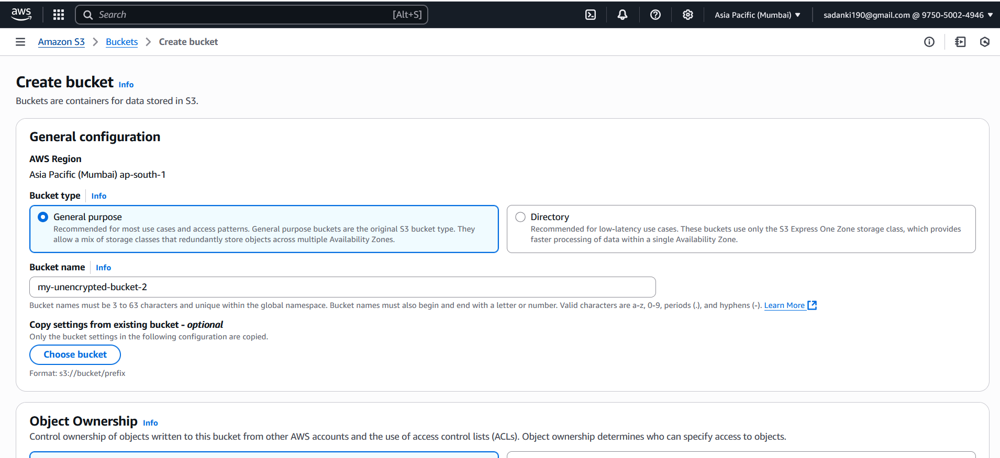 aws
Search [Alt+S]
Asia Pacific (Mumbai)
sadanki190@gmail.com @ 9750-5002-4946
Amazon S3 > Buckets > Create bucket
Create bucket Info
Buckets are containers for data stored in S3.
General configuration
AWS Region
Asia Pacific (Mumbai) ap-south-1
Bucket type Info
General purpose
Recommended for most use cases and access patterns. General purpose buckets are the original S3 bucket type. They
allow a mix of storage classes that redundantly store objects across multiple Availability Zones.
Directory
Recommended for low-latency use cases. These buckets use only the S3 Express One Zone storage class, which provides
faster processing of data within a single Availability Zone.
Bucket name Info
my-unencrypted-bucket-2
Bucket names must be 3 to 63 characters and unique within the global namespace. Bucket names must also begin and end with a letter or number. Valid characters are a-z, 0-9, periods (.), and hyphens (-). Learn More
Copy settings from existing bucket - optional
Only the bucket settings in the following configuration are copied.
Choose bucket
Format: s3://bucket/prefix
Object Ownership Info
Control ownership of objects written to this bucket from other AWS accounts and the use of access control lists (ACLs). Object ownership determines who can specify access to objects.